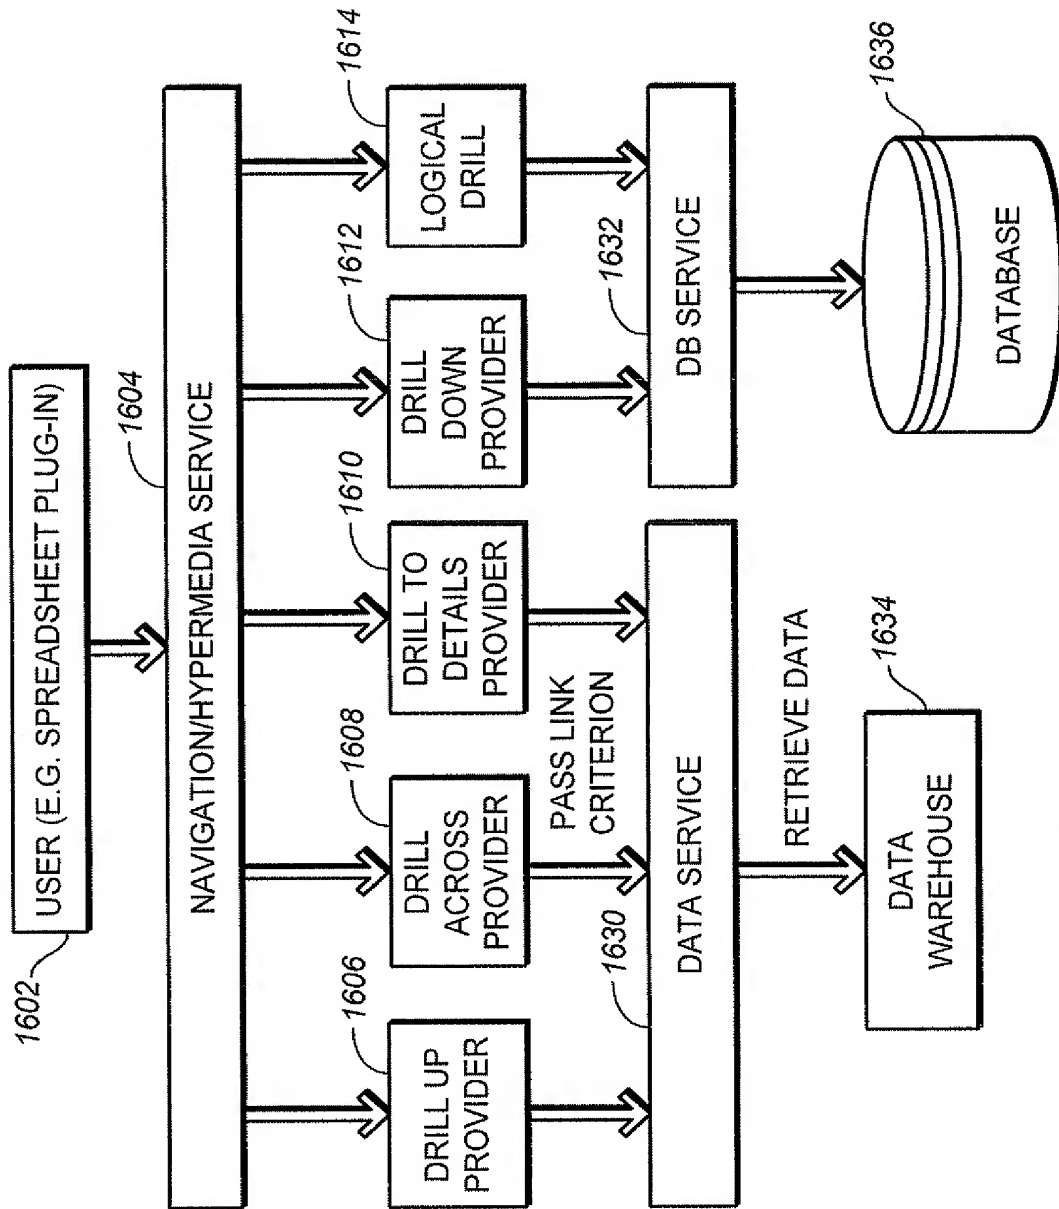 USER (E.G. SPREADSHEET PLUG-IN)
1602
1604
NAVIGATION/HYPERMEDIA SERVICE
1606
1608
1610
1612
1614
DRILL UP
PROVIDER
DRILL
ACROSS
PROVIDER
DRILL TO
DETAILS
PROVIDER
DRILL
DOWN
PROVIDER
LOGICAL
DRILL
PASS LINK
CRITERION
1630
1632
DATA SERVICE
DB SERVICE
RETRIEVE DATA
1634
1636
DATA
WAREHOUSE
DATABASE